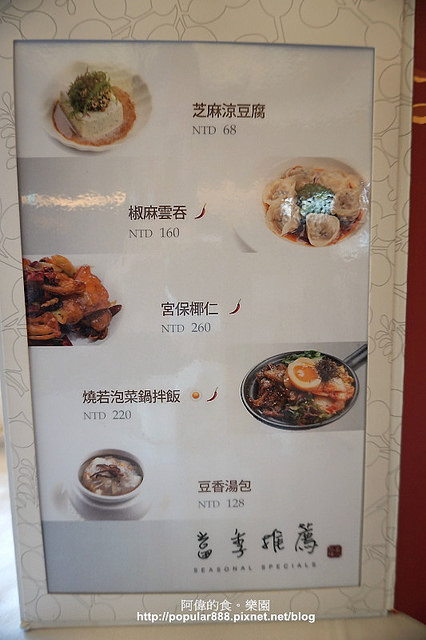 芝麻涼豆腐
NTD 68
椒麻雲吞
NTD 160
宮保椰仁
NTD 260
燒若泡菜鍋拌飯
NTD 220
豆香湯包
NTD 128
當季推薦
SEASONAL SPECIALS
阿偉的食。樂園
http://popular888.pixnet.net/blog